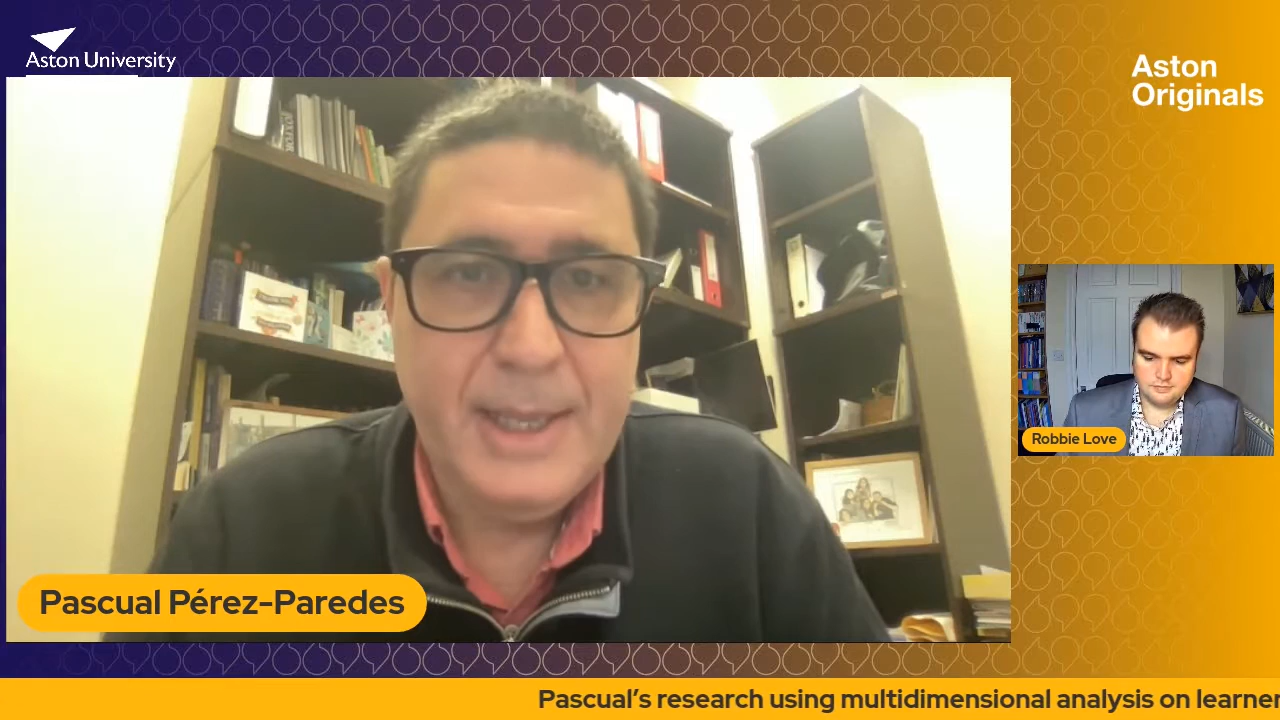 Aston University
Aston
Originals
Robbie Love
Pascual Pérez-Paredes
Pascual’s research using multidimensional analysis on learner